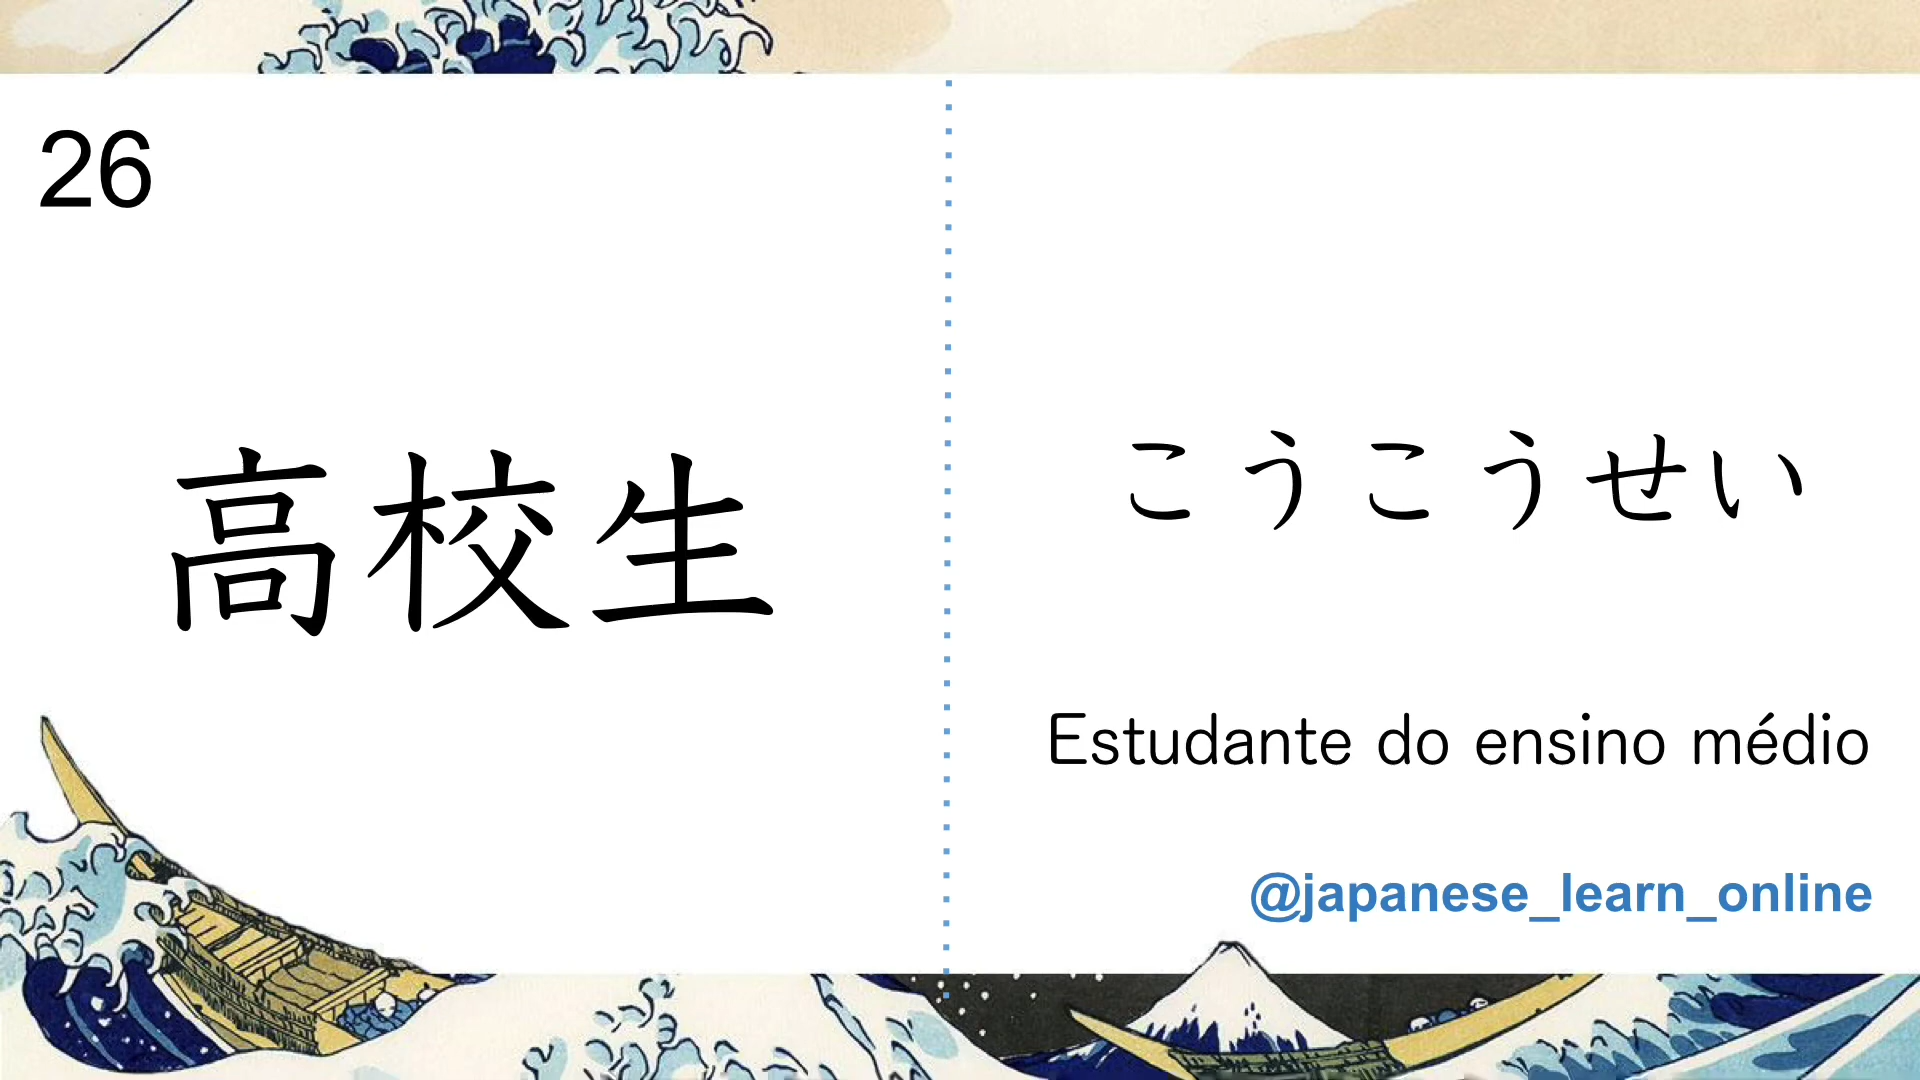 26
高校生
こうこうせい
Estudante do ensino médio
@japanese_learn_online